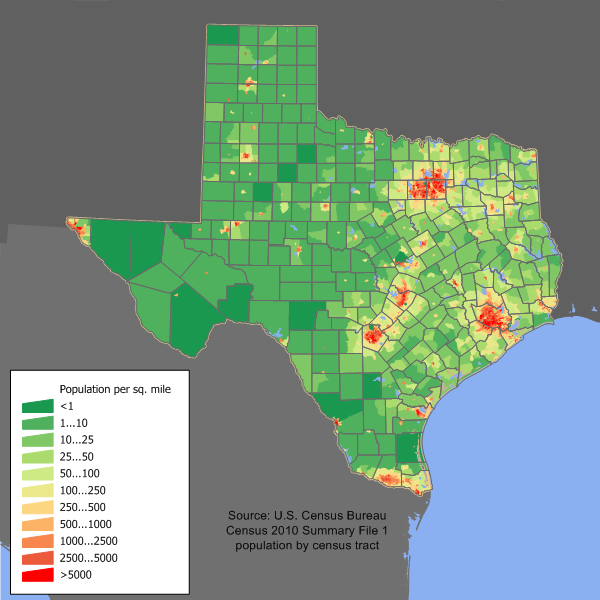 Population per sq. mile
<1
1...10
10...25
25...50
50...100
100...250
250...500
500...1000
1000...2500
2500...5000
>5000
Source: U.S. Census Bureau
Census 2010 Summary File 1
population by census tract